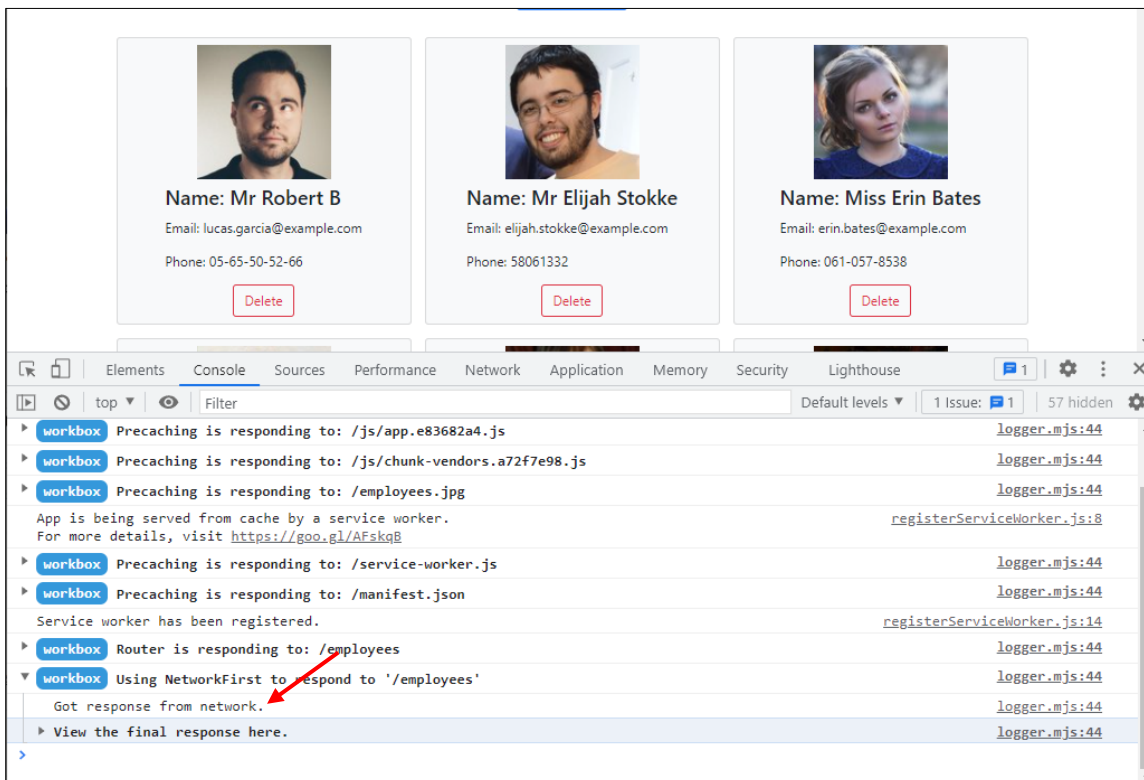 Name: Mr Robert B
Email: lucas.garcia@example.com
Phone: 05-65-50-52-66
Delete
Name: Mr Elijah Stokke
Email: elijah.stokke@example.com
Phone: 58061332
Delete
Name: Miss Erin Bates
Email: erin.bates@example.com
Phone: 061-057-8538
Delete
Elements Console Sources Performance Network Application Memory Security Lighthouse 1
top Filter Default levels 1 Issue: 1 57 hidden
workbox Precaching is responding to: /js/app.e83682a4.js logger.mjs:44
workbox Precaching is responding to: /js/chunk-vendors.a72f7e98.js logger.mjs:44
workbox Precaching is responding to: /employees.jpg logger.mjs:44
App is being served from cache by a service worker. registerServiceWorker.js:8
For more details, visit https://goo.gl/AFskqB
workbox Precaching is responding to: /service-worker.js logger.mjs:44
workbox Precaching is responding to: /manifest.json logger.mjs:44
Service worker has been registered. registerServiceWorker.js:14
workbox Router is responding to: /employees logger.mjs:44
workbox Using NetworkFirst to respond to '/employees' logger.mjs:44
Got response from network. logger.mjs:44
View the final response here. logger.mjs:44